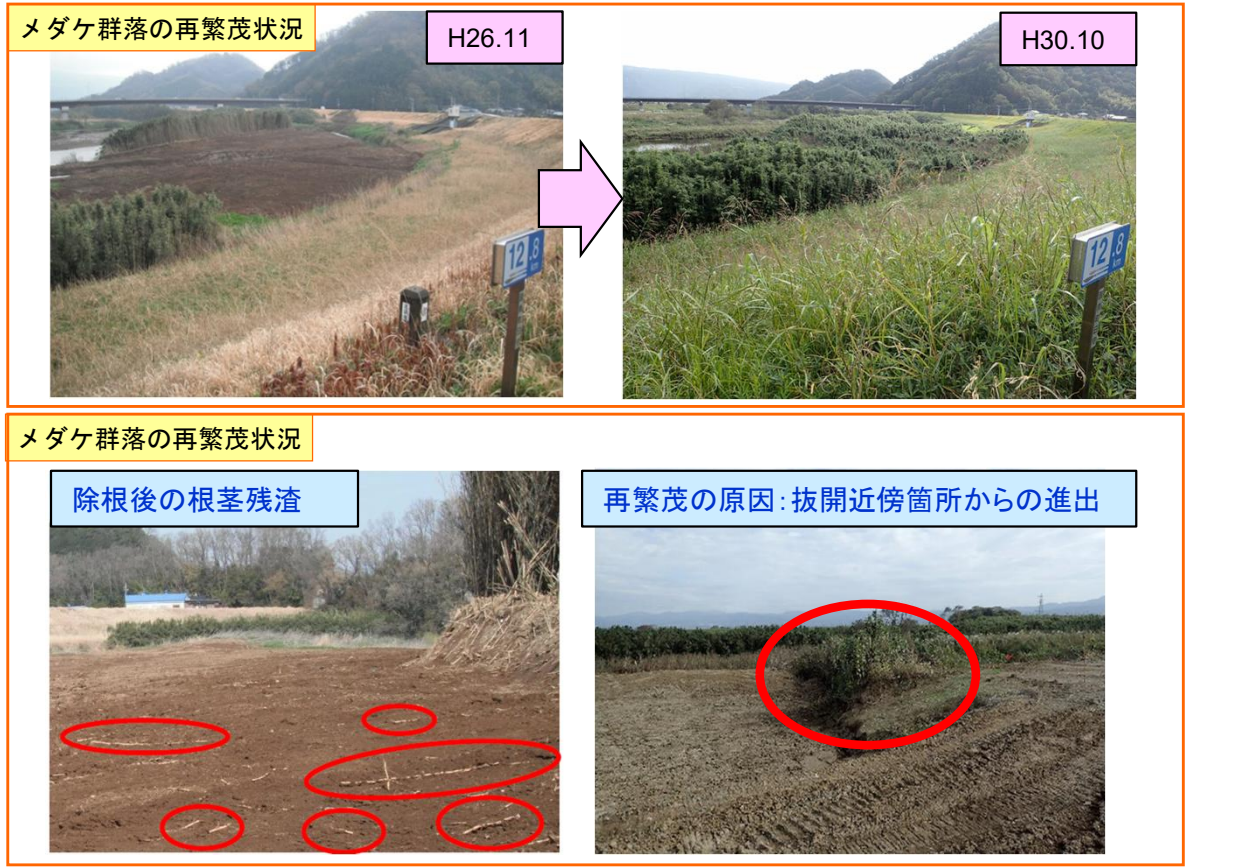 メダケ群落の再繁茂状況
H26.11
H30.10
12.8
km
12.8
km
メダケ群落の再繁茂状況
除根後の根茎残渣
再繁茂の原因：抜開近傍箇所からの進出